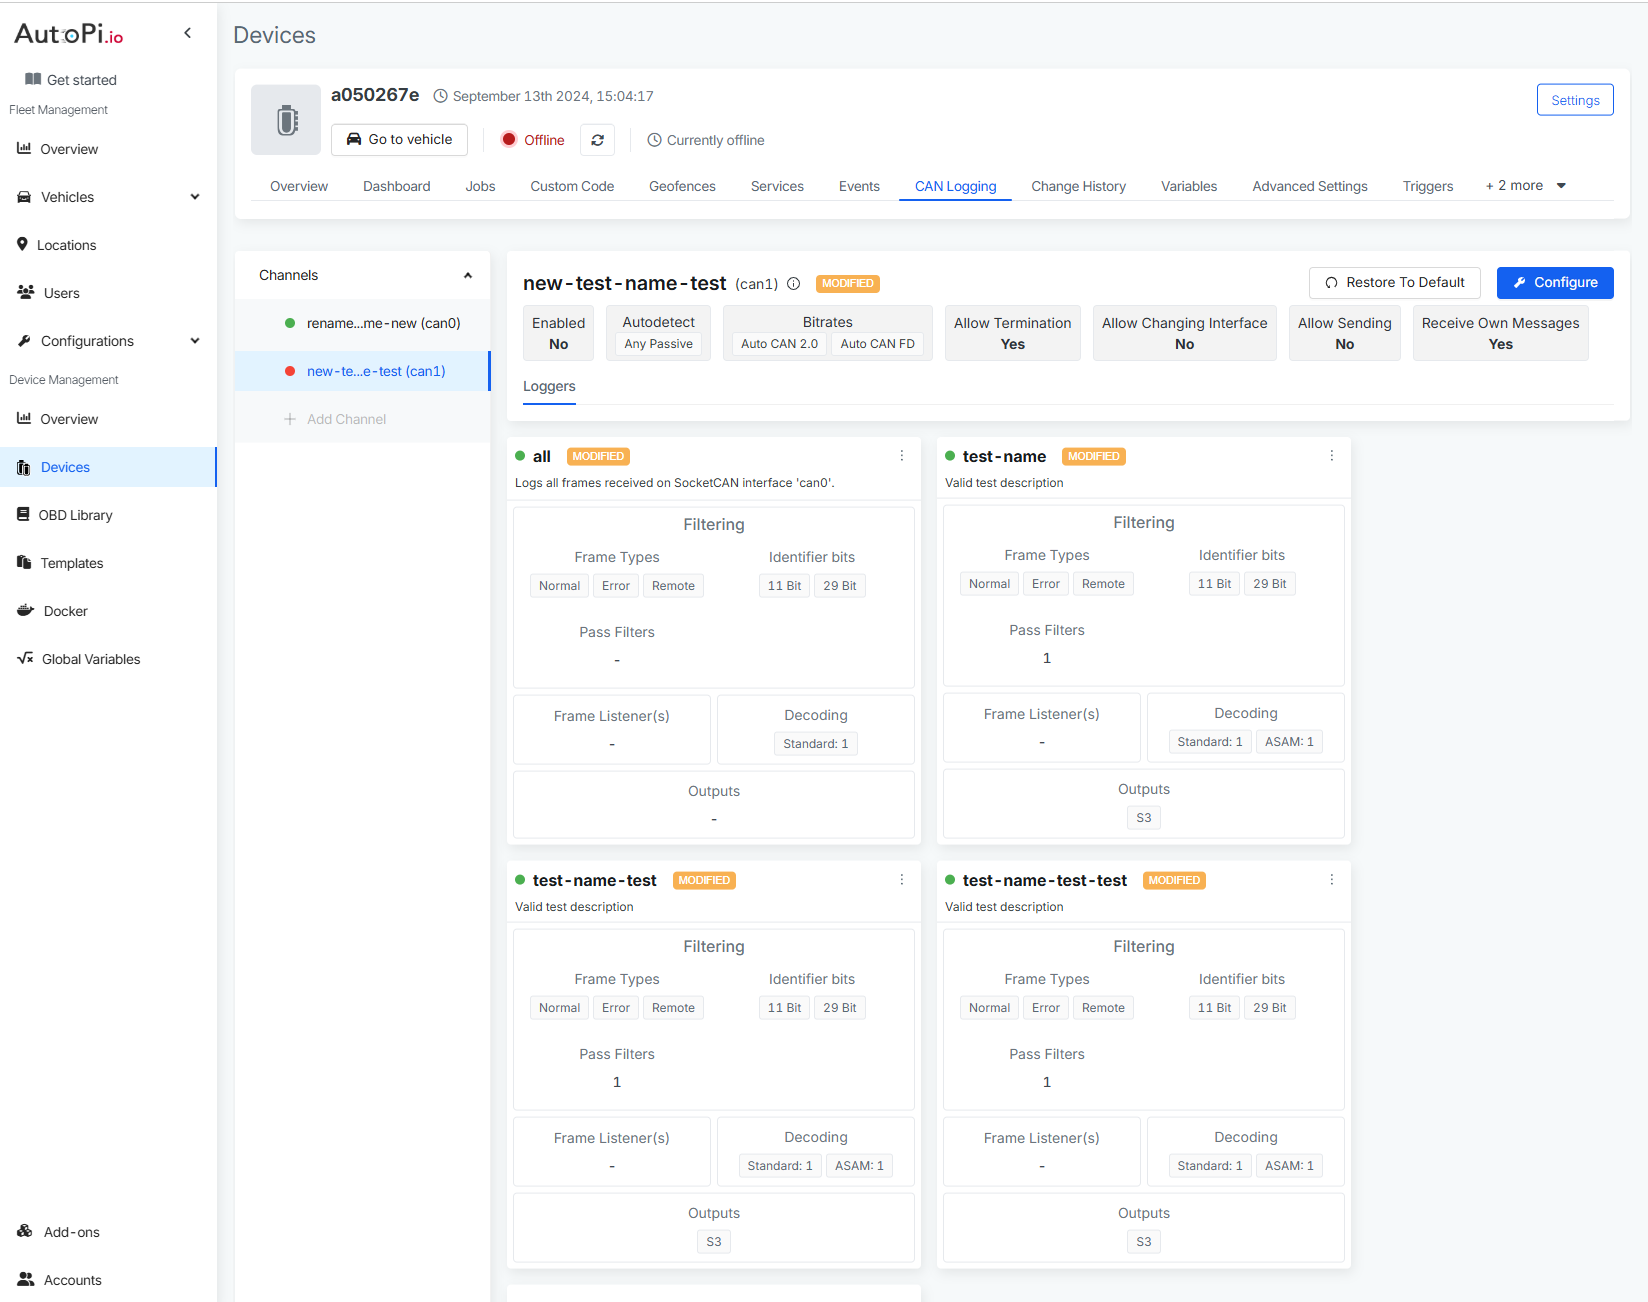 AutoPi.io
Get started
Fleet Management
Overview
Vehicles
Locations
Users
Configurations
Device Management
Overview
Devices
OBD Library
Templates
Docker
Global Variables
Add-ons
Accounts
Devices
a050267e September 13th 2024, 15:04:17
Settings
Go to vehicle Offline Currently offline
Overview Dashboard Jobs Custom Code Geofences Services Events CAN Logging Change History Variables Advanced Settings Triggers + 2 more
Channels
rename...me-new (can0)
new-te...e-test (can1)
+ Add Channel
new-test-name-test (can1) MODIFIED
Restore To Default Configure
Enabled
No
Autodetect
Any Passive
Bitrates
Auto CAN 2.0 Auto CAN FD
Allow Termination
Yes
Allow Changing Interface
No
Allow Sending
No
Receive Own Messages
Yes
Loggers
all MODIFIED
Logs all frames received on SocketCAN interface 'can0'.
Filtering
Frame Types Identifier bits
Normal Error Remote 11 Bit 29 Bit
Pass Filters
-
Frame Listener(s)
-
Decoding
Standard: 1
Outputs
-
test-name MODIFIED
Valid test description
Filtering
Frame Types Identifier bits
Normal Error Remote 11 Bit 29 Bit
Pass Filters
1
Frame Listener(s)
-
Decoding
Standard: 1 ASAM: 1
Outputs
S3
test-name-test MODIFIED
Valid test description
Filtering
Frame Types Identifier bits
Normal Error Remote 11 Bit 29 Bit
Pass Filters
1
Frame Listener(s)
-
Decoding
Standard: 1 ASAM: 1
Outputs
S3
test-name-test-test MODIFIED
Valid test description
Filtering
Frame Types Identifier bits
Normal Error Remote 11 Bit 29 Bit
Pass Filters
1
Frame Listener(s)
-
Decoding
Standard: 1 ASAM: 1
Outputs
S3